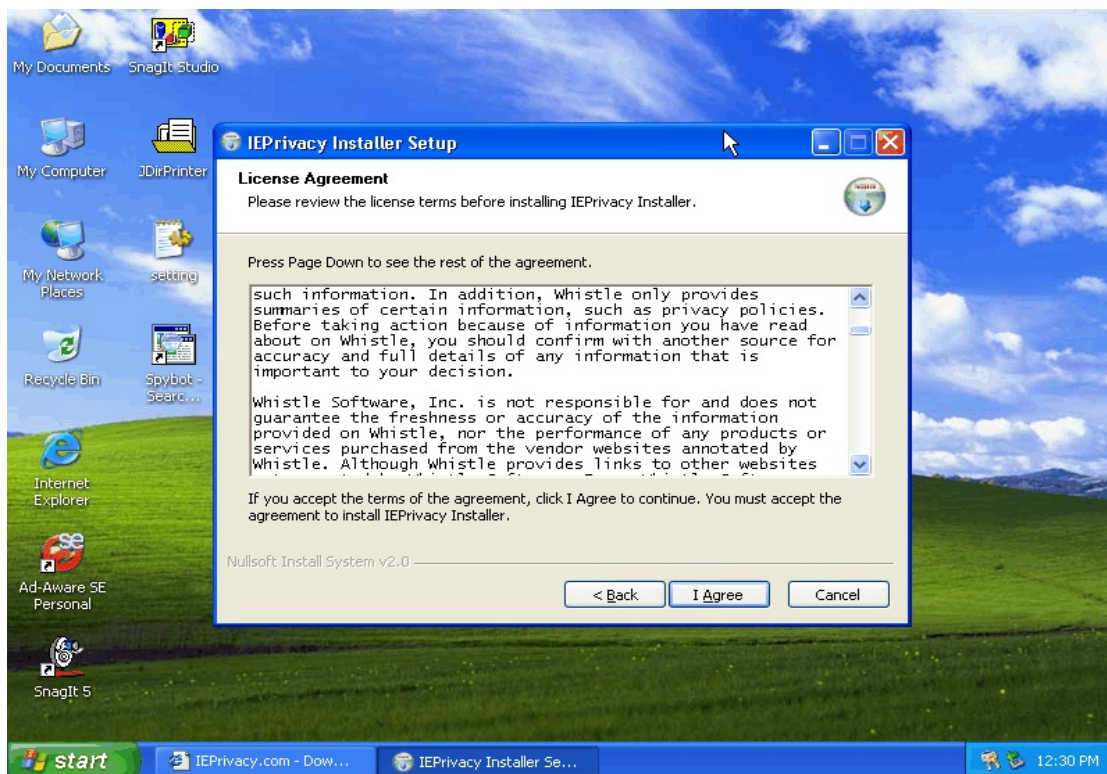 My Documents
SnagIt Studio
My Computer
JDirPrinter
My Network
Places
setting
Recycle Bin
Spybot -
Searc...
Internet
Explorer
Ad-Aware SE
Personal
SnagIt 5
IEPrivacy Installer Setup
License Agreement
Please review the license terms before installing IEPrivacy Installer.
Press Page Down to see the rest of the agreement.
such information. In addition, Whistle only provides
summaries of certain information, such as privacy policies.
Before taking action because of information you have read
about on Whistle, you should confirm with another source for
accuracy and full details of any information that is
important to your decision.
Whistle Software, Inc. is not responsible for and does not
guarantee the freshness or accuracy of the information
provided on Whistle, nor the performance of any products or
services purchased from the vendor websites annotated by
Whistle. Although Whistle provides links to other websites
If you accept the terms of the agreement, click I Agree to continue. You must accept the
agreement to install IEPrivacy Installer.
Nullsoft Install System v2.0
< Back
I Agree
Cancel
start
IEPrivacy.com - Dow...
IEPrivacy Installer Se...
12:30 PM